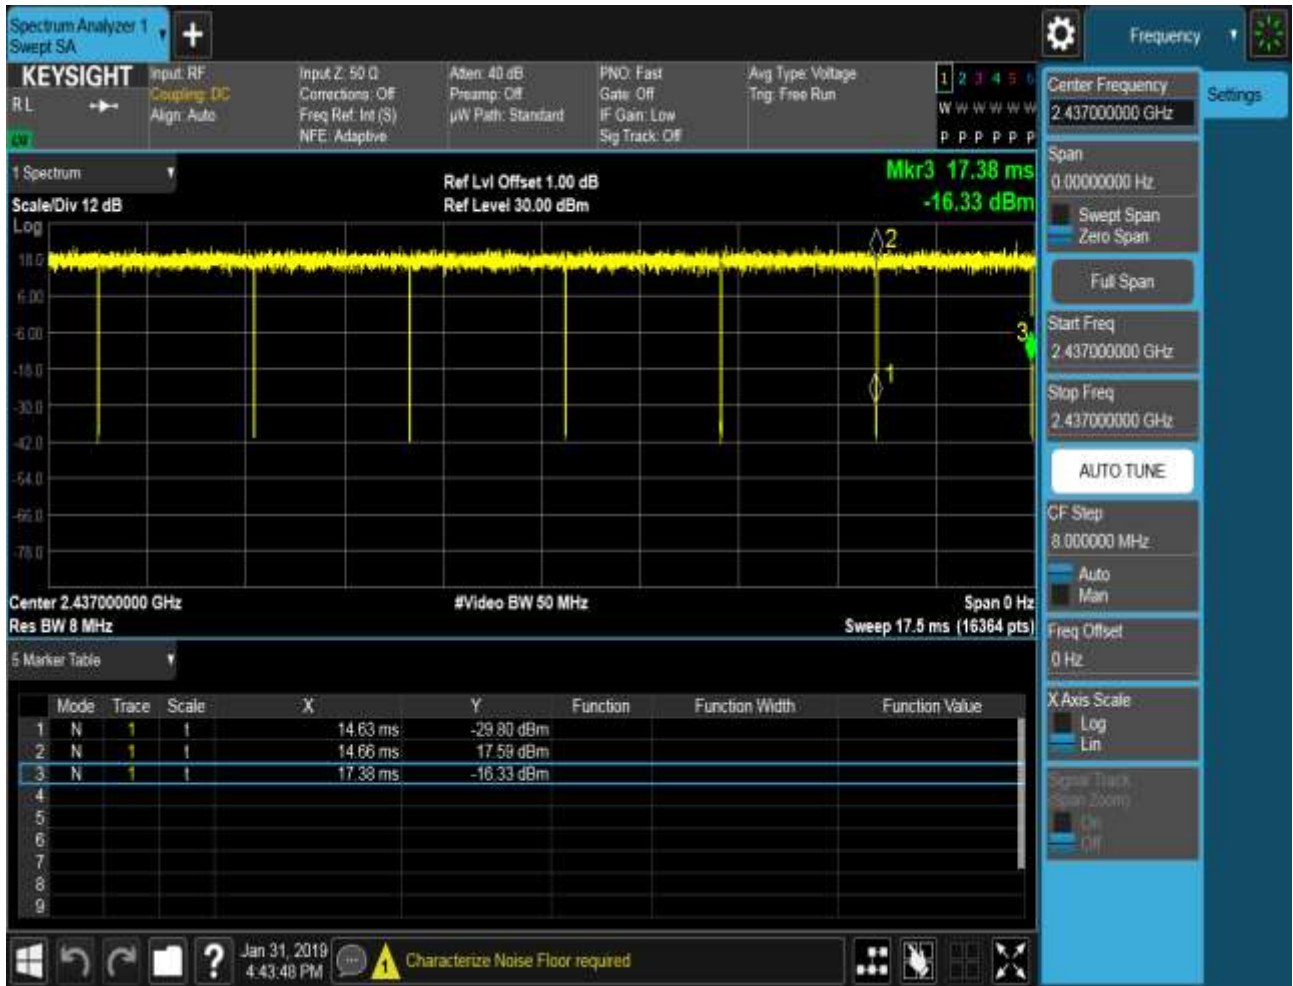 Spectrum Analyzer 1
Swept SA
Frequency
KEYSIGHT
R L
Input: RF
Coupling: DC
Align: Auto
Input Z: 50 Ω
Corrections: Off
Freq Ref: Int (S)
NFE: Adaptive
Atten: 40 dB
Preamp: Off
µW Path: Standard
PNO: Fast
Gate: Off
IF Gain: Low
Sig Track: Off
Avg Type: Voltage
Trig: Free Run
1 2 3 4 5 6
W W W W W W
P P P P P P
1 Spectrum
Scale/Div 12 dB
Ref Lvl Offset 1.00 dB
Ref Level 30.00 dBm
Mkr3 17.38 ms
-16.33 dBm
Log
18.0
6.00
-6.00
-18.0
-30.0
-42.0
-54.0
-66.0
-78.0
2
3
1
Center 2.437000000 GHz
#Video BW 50 MHz
Span 0 Hz
Res BW 8 MHz
Sweep 17.5 ms (16364 pts)
5 Marker Table
Mode Trace Scale X Y Function Function Width Function Value
1 N 1 t 14.63 ms -29.80 dBm
2 N 1 t 14.66 ms 17.59 dBm
3 N 1 t 17.38 ms -16.33 dBm
4
5
6
7
8
9
Jan 31, 2019
4:43:48 PM
1
Characterize Noise Floor required
Center Frequency
2.437000000 GHz
Settings
Span
0.00000000 Hz
Swept Span
Zero Span
Full Span
Start Freq
2.437000000 GHz
Stop Freq
2.437000000 GHz
AUTO TUNE
CF Step
8.000000 MHz
Auto
Man
Freq Offset
0 Hz
X Axis Scale
Log
Lin
Signal Track
(Span Zoom)
On
Off